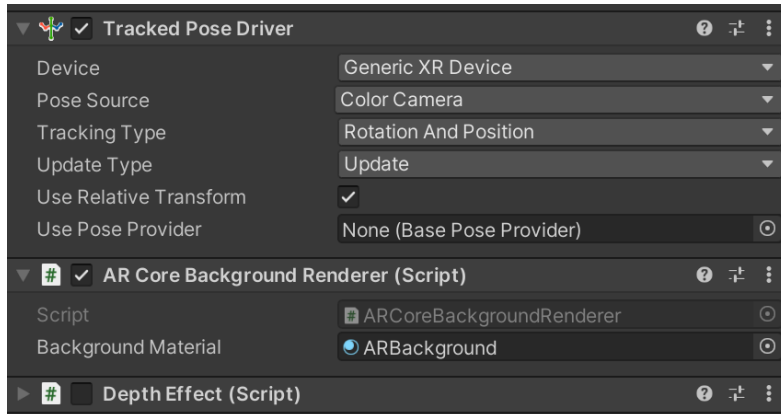 Tracked Pose Driver
Device Generic XR Device
Pose Source Color Camera
Tracking Type Rotation And Position
Update Type Update
Use Relative Transform
Use Pose Provider None (Base Pose Provider)
# AR Core Background Renderer (Script)
Script # ARCoreBackgroundRenderer
Background Material ARBackground
# Depth Effect (Script)